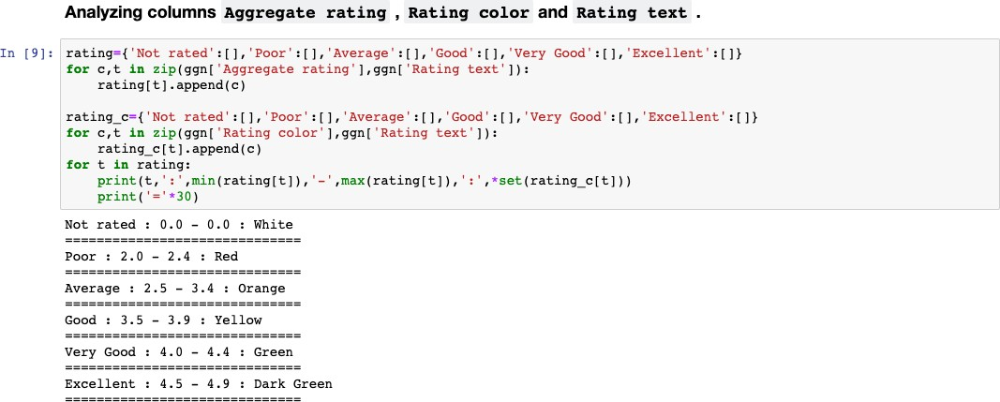 Analyzing columns Aggregate rating , Rating color and Rating text .
In [9]: rating={'Not rated':[],'Poor':[],'Average':[],'Good':[],'Very Good':[],'Excellent':[]}
for c,t in zip(ggn['Aggregate rating'],ggn['Rating text']):
    rating[t].append(c)

rating_c={'Not rated':[],'Poor':[],'Average':[],'Good':[],'Very Good':[],'Excellent':[]}
for c,t in zip(ggn['Rating color'],ggn['Rating text']):
    rating_c[t].append(c)
for t in rating:
    print(t,':',min(rating[t]),'-',max(rating[t]),':',*set(rating_c[t]))
    print('='*30)
Not rated : 0.0 - 0.0 : White
==============================
Poor : 2.0 - 2.4 : Red
==============================
Average : 2.5 - 3.4 : Orange
==============================
Good : 3.5 - 3.9 : Yellow
==============================
Very Good : 4.0 - 4.4 : Green
==============================
Excellent : 4.5 - 4.9 : Dark Green
==============================